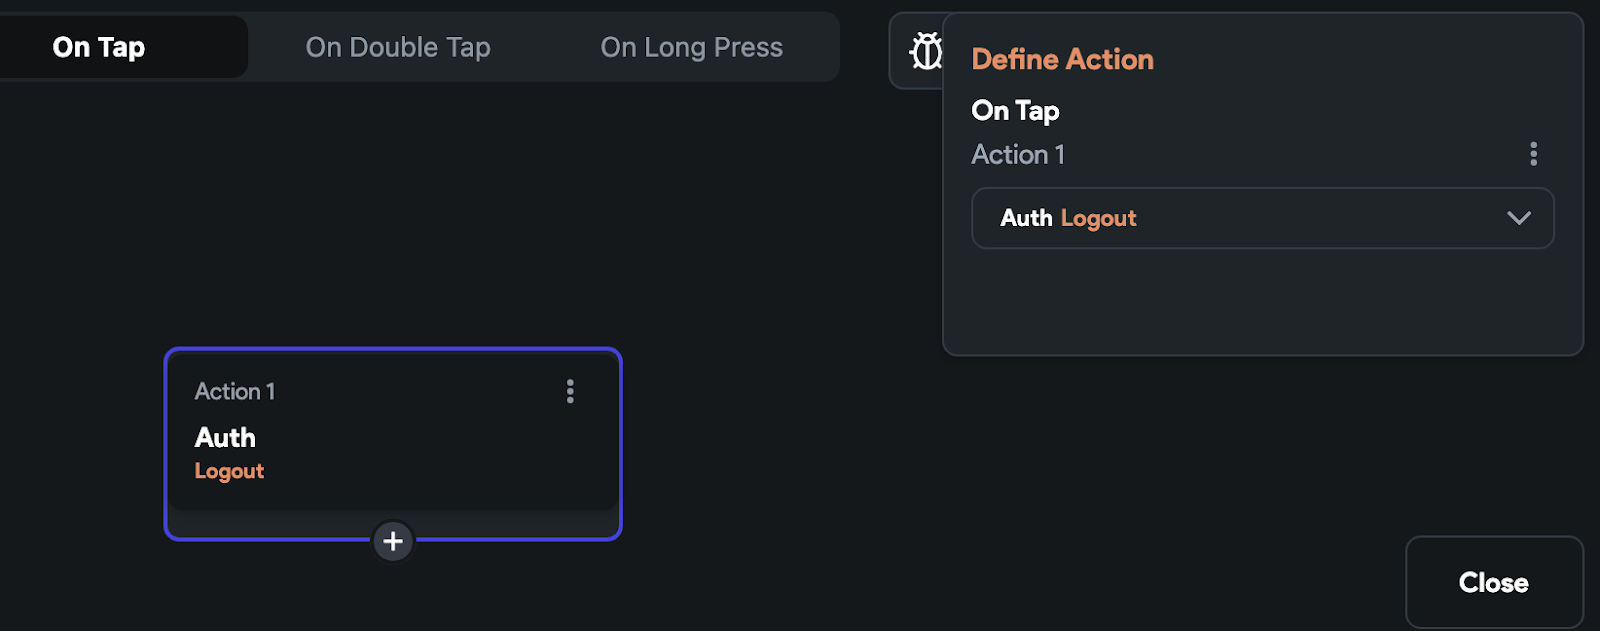 On Tap
On Double Tap
On Long Press
Define Action
On Tap
Action 1
Auth Logout
Action 1
Auth
Logout
Close